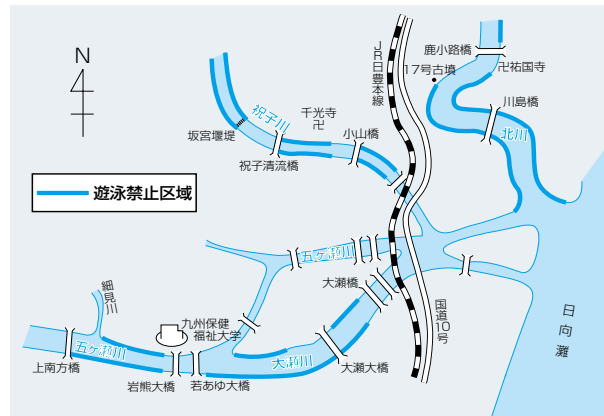 N
JR日豊本線
鹿小路橋
17号古墳
卍祐国寺
川島橋
北川
祝子川
千光寺
卍
小山橋
坂宮堰堤
祝子清流橋
遊泳禁止区域
五ヶ瀬川
大瀬橋
細見川
九州保健
福祉大学
国道10号
日向灘
五ヶ瀬川
大瀬川
上南方橋
岩熊大橋
若あゆ大橋
大瀬大橋